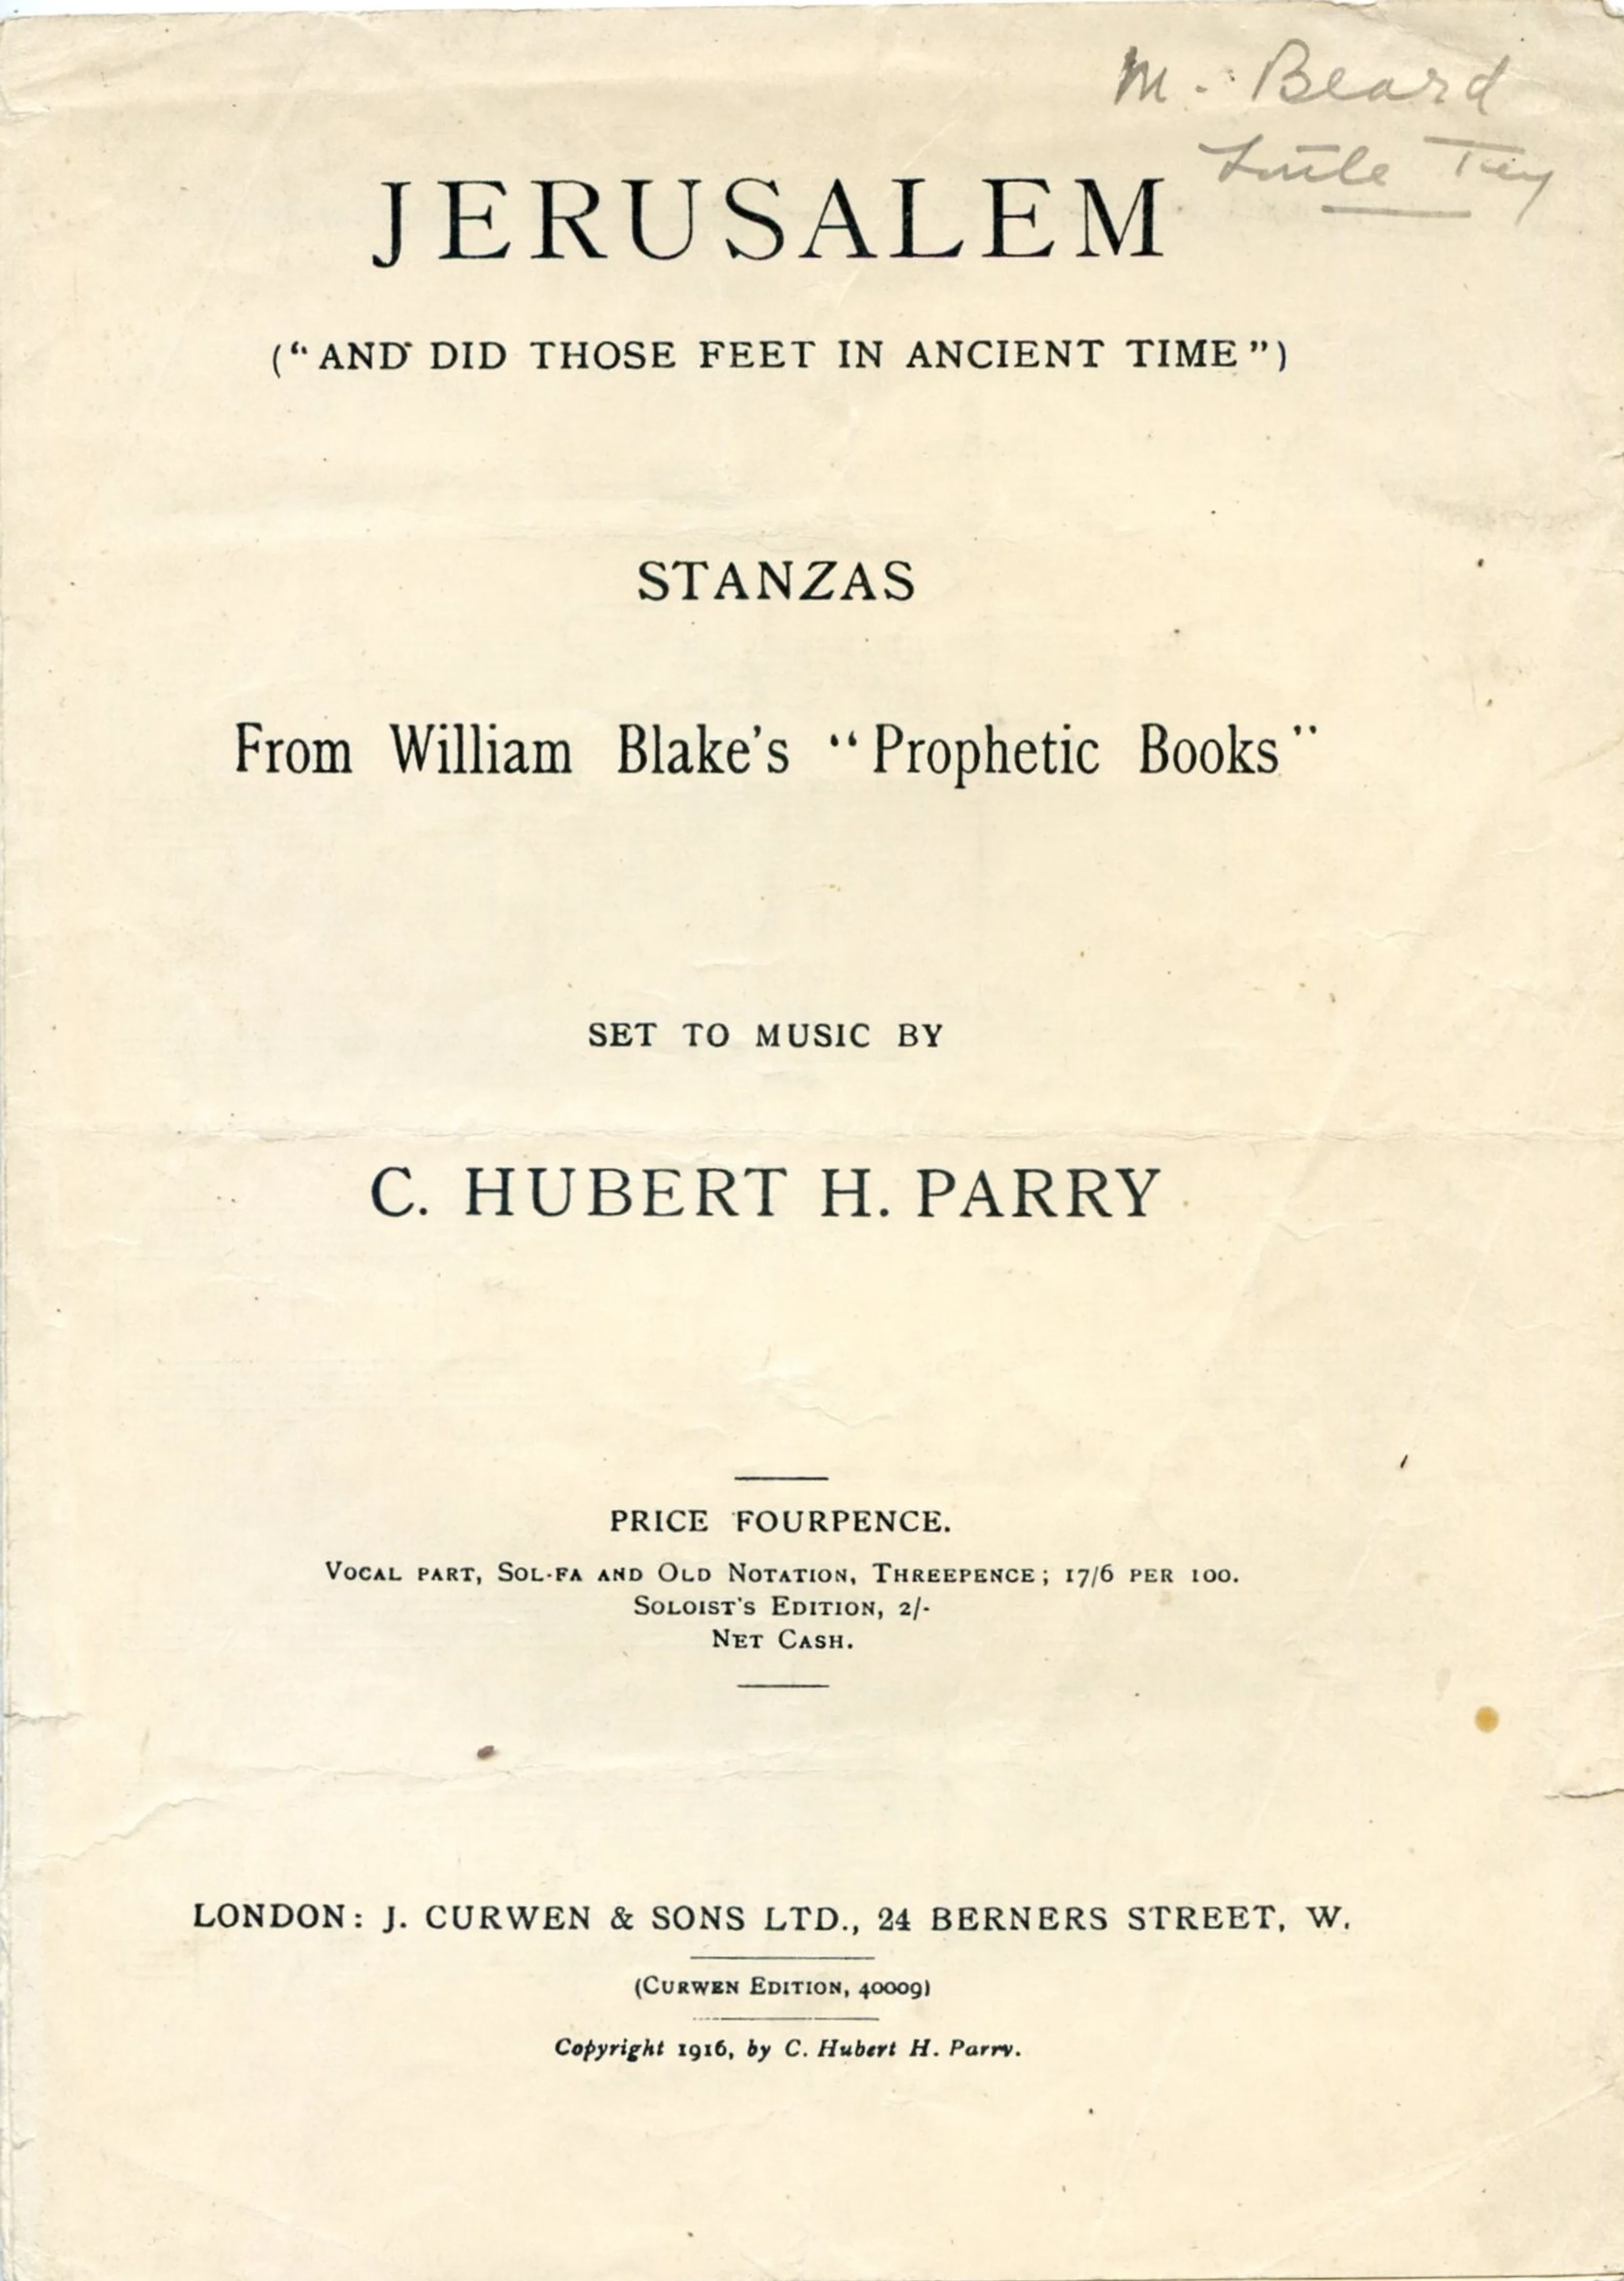 M. Beard
Little Tey
JERUSALEM
("AND DID THOSE FEET IN ANCIENT TIME")
STANZAS
From William Blake's "Prophetic Books"
SET TO MUSIC BY
C. HUBERT H. PARRY
PRICE FOURPENCE.
VOCAL PART, SOL-FA AND OLD NOTATION, THREEPENCE; 17/6 PER 100.
SOLOIST'S EDITION, 2/-
NET CASH.
LONDON: J. CURWEN & SONS LTD., 24 BERNERS STREET, W.
(CURWEN EDITION, 40009)
Copyright 1916, by C. Hubert H. Parry.